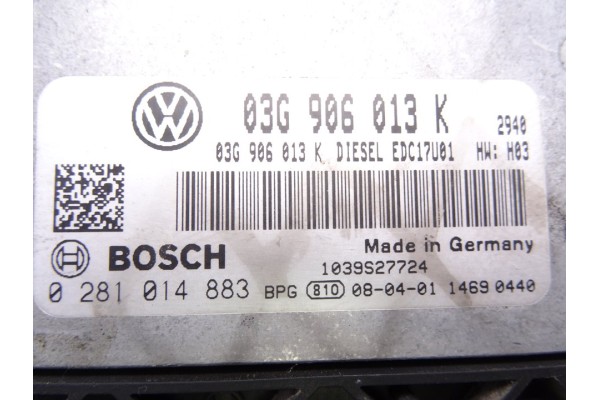 03G 906 013 K 2940
03G 906 013 K DIESEL EDC17U01 HW: H03
BOSCH Made in Germany
1039S27724
0 281 014 883 BPG 810 08-04-01 1469 0440